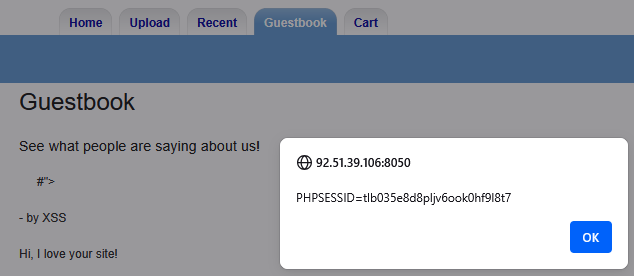 Home Upload Recent Guestbook Cart
Guestbook
See what people are saying about us!
#">
- by XSS
Hi, I love your site!
92.51.39.106:8050
PHPSESSID=tlb035e8d8pljv6ook0hf9l8t7
OK